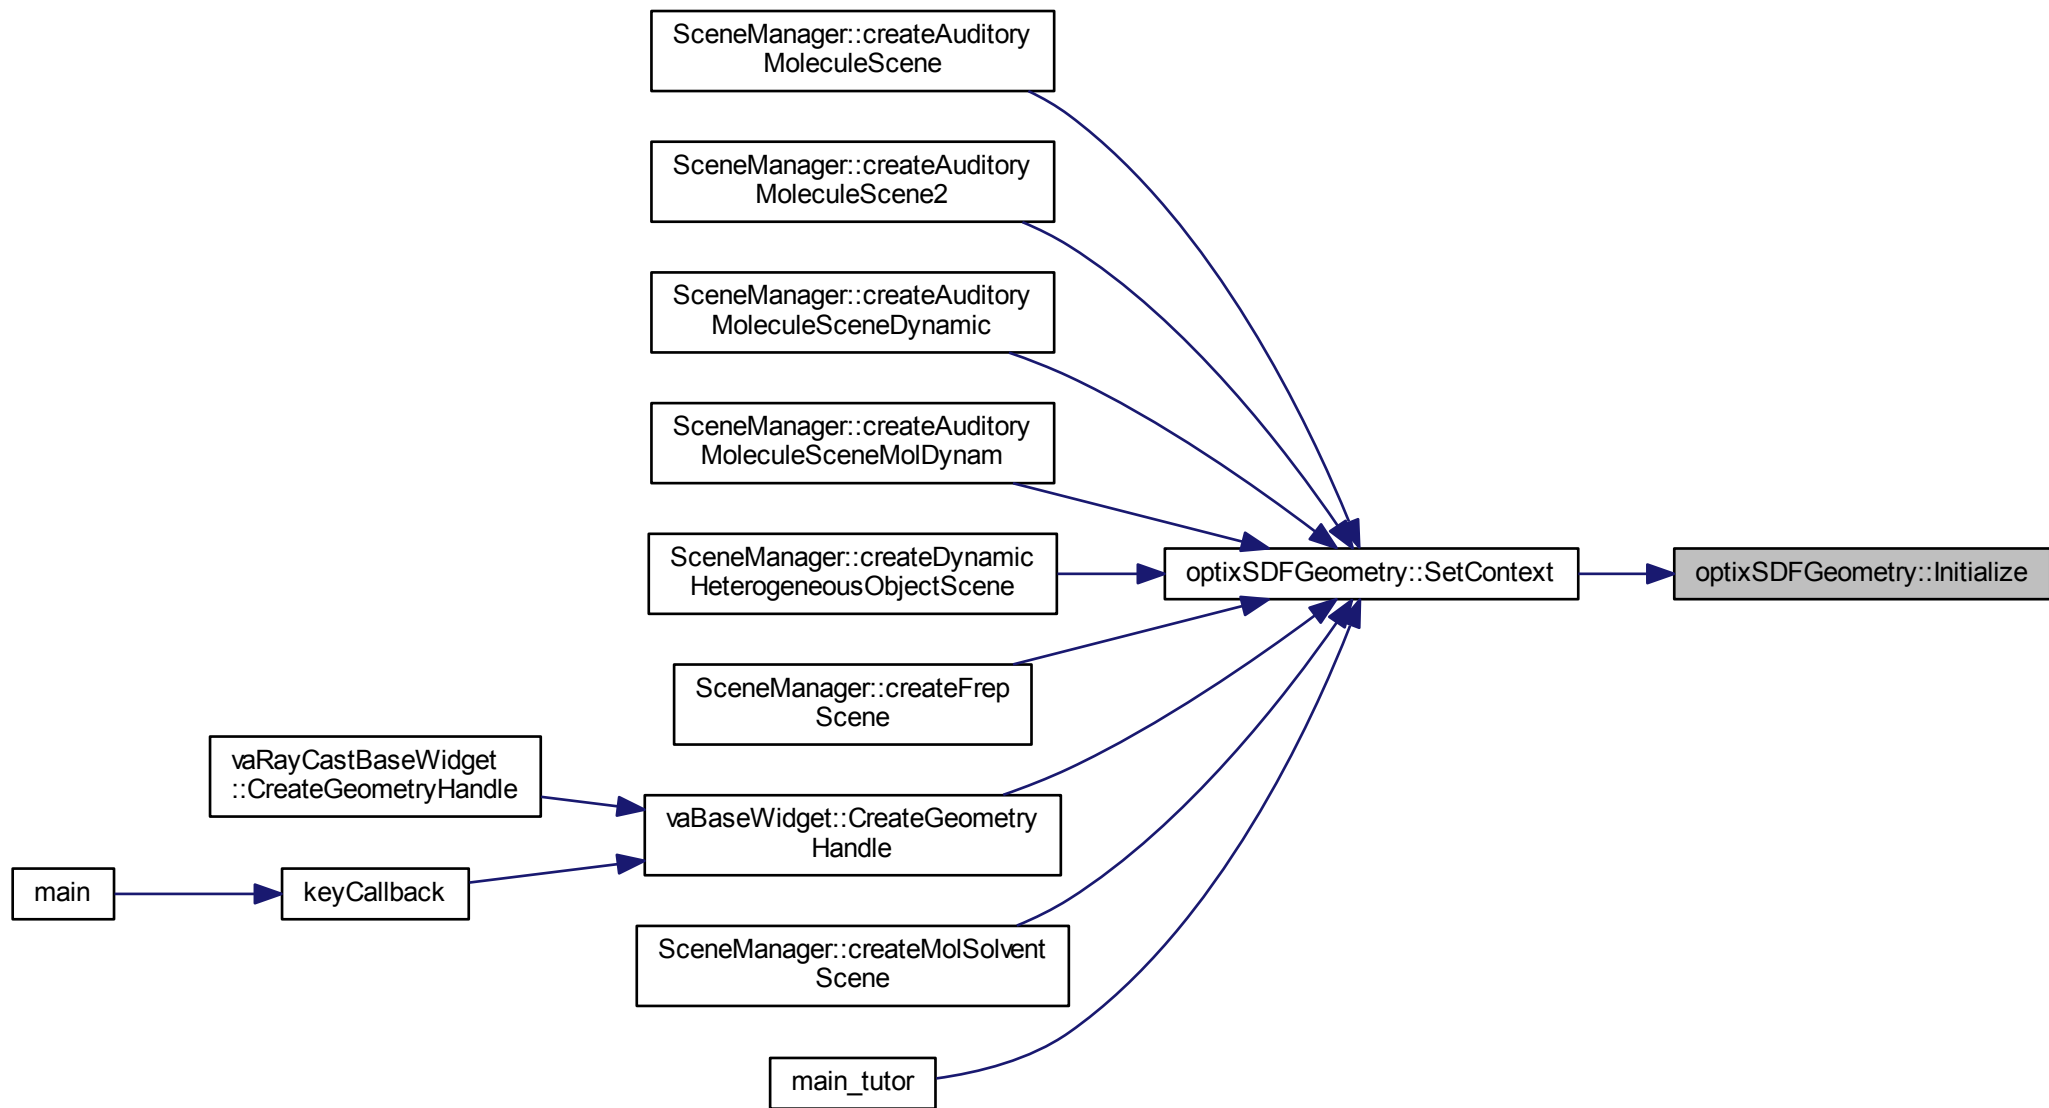 SceneManager::createAuditory
MoleculeScene
SceneManager::createAuditory
MoleculeScene2
SceneManager::createAuditory
MoleculeSceneDynamic
SceneManager::createAuditory
MoleculeSceneMolDynam
SceneManager::createDynamic
HeterogeneousObjectScene
optixSDFGeometry::SetContext
optixSDFGeometry::Initialize
SceneManager::createFrep
Scene
vaRayCastBaseWidget
::CreateGeometryHandle
vaBaseWidget::CreateGeometry
Handle
main
keyCallback
SceneManager::createMolSolvent
Scene
main_tutor